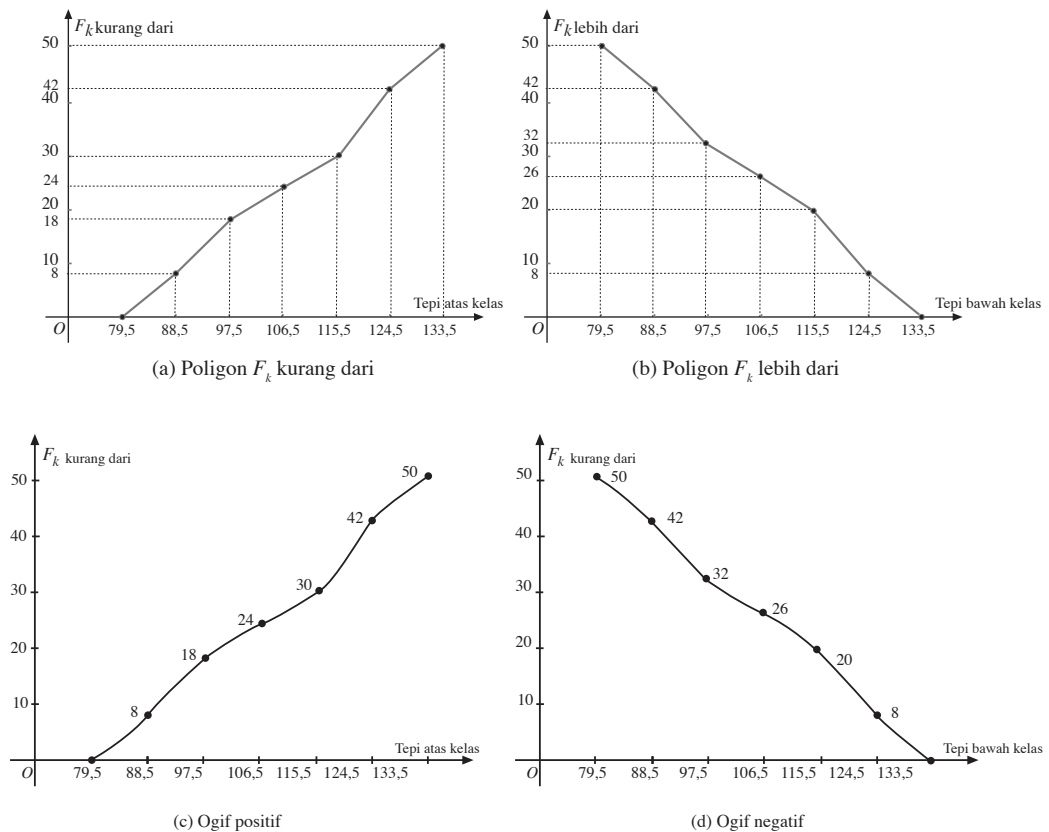 F_k kurang dari
50
42
40
30
24
20
18
10
8
Tepi atas kelas
O
79,5 88,5 97,5 106,5 115,5 124,5 133,5
(a) Poligon F_k kurang dari
F_k lebih dari
50
42
40
32
30
26
20
10
8
Tepi bawah kelas
O
79,5 88,5 97,5 106,5 115,5 124,5 133,5
(b) Poligon F_k lebih dari
F_k kurang dari
50
50
42
40
30
30
24
20
18
10
8
Tepi atas kelas
O
79,5 88,5 97,5 106,5 115,5 124,5 133,5
(c) Ogif positif
F_k kurang dari
50
50
42
40
30
32
26
20
20
10
8
Tepi bawah kelas
O
79,5 88,5 97,5 106,5 115,5 124,5 133,5
(d) Ogif negatif